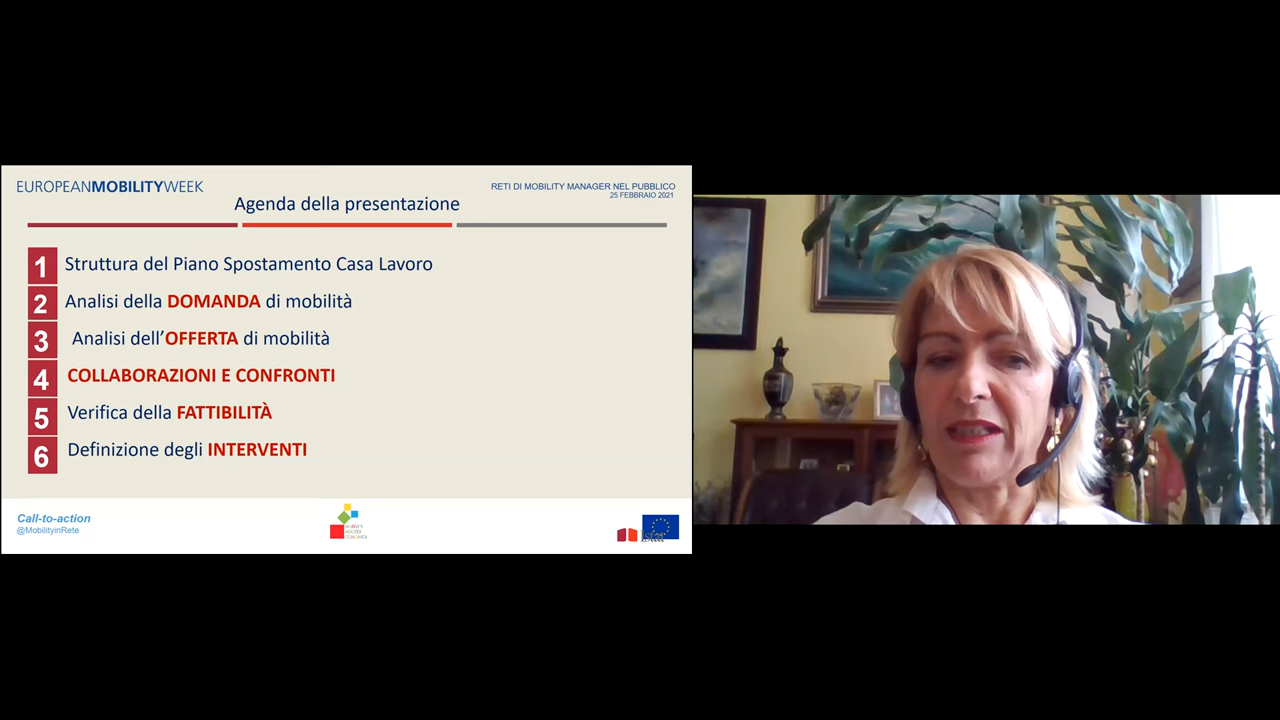 EUROPEANMOBILITYWEEK
RETI DI MOBILITY MANAGER NEL PUBBLICO
25 FEBBRAIO 2021
Agenda della presentazione
1 Struttura del Piano Spostamento Casa Lavoro
2 Analisi della DOMANDA di mobilità
3 Analisi dell’OFFERTA di mobilità
4 COLLABORAZIONI E CONFRONTI
5 Verifica della FATTIBILITÀ
6 Definizione degli INTERVENTI
Call-to-action
@MobilityinRete
Istat